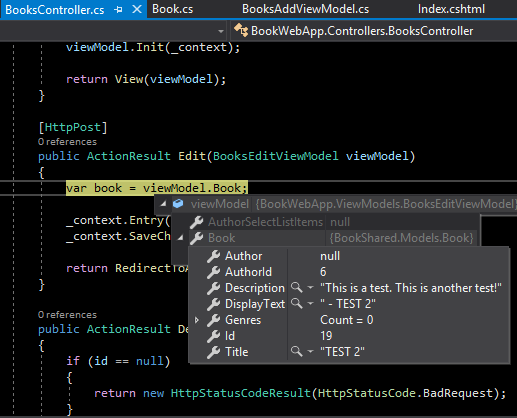 BooksController.cs
Book.cs
BooksAddViewModel.cs
Index.cshtml
BookWebApp.Controllers.BooksController
viewModel.Init(_context);
return View(viewModel);
}
[HttpPost]
0 references
public ActionResult Edit(BooksEditViewModel viewModel)
{
var book = viewModel.Book;
viewModel {BookWebApp.ViewModels.BooksEditViewModel}
_context.Entry(
AuthorSelectListItems null
_context.SaveCh
Book {BookShared.Models.Book}
Author null
return RedirectToA
AuthorId 6
}
Description "This is a test. This is another test!"
DisplayText " - TEST 2"
Genres Count = 0
0 references
Id 19
public ActionResult De
Title "TEST 2"
{
if (id == null)
{
return new HttpStatusCodeResult(HttpStatusCode.BadRequest);
}